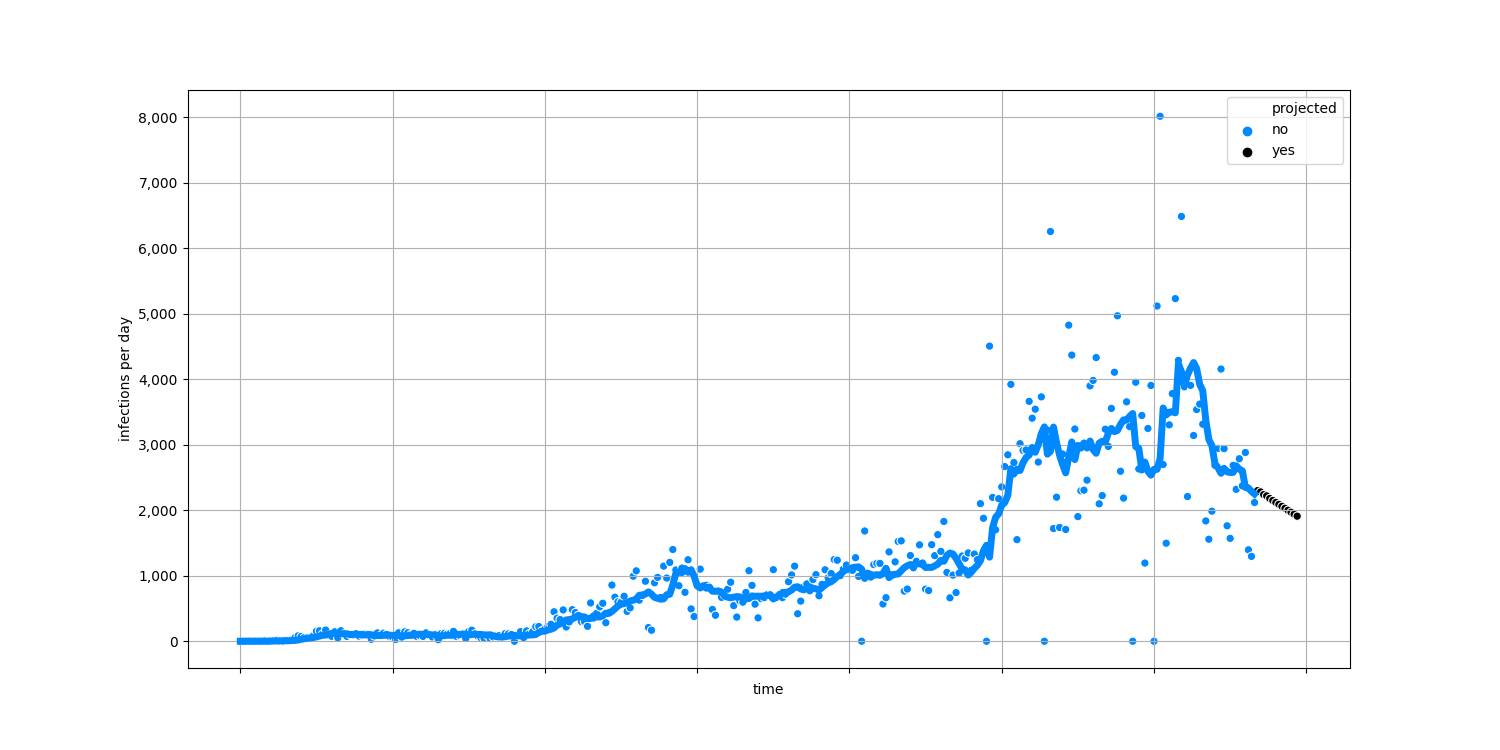 projected
no
yes
8,000
7,000
6,000
5,000
4,000
3,000
2,000
1,000
0
infections per day
time